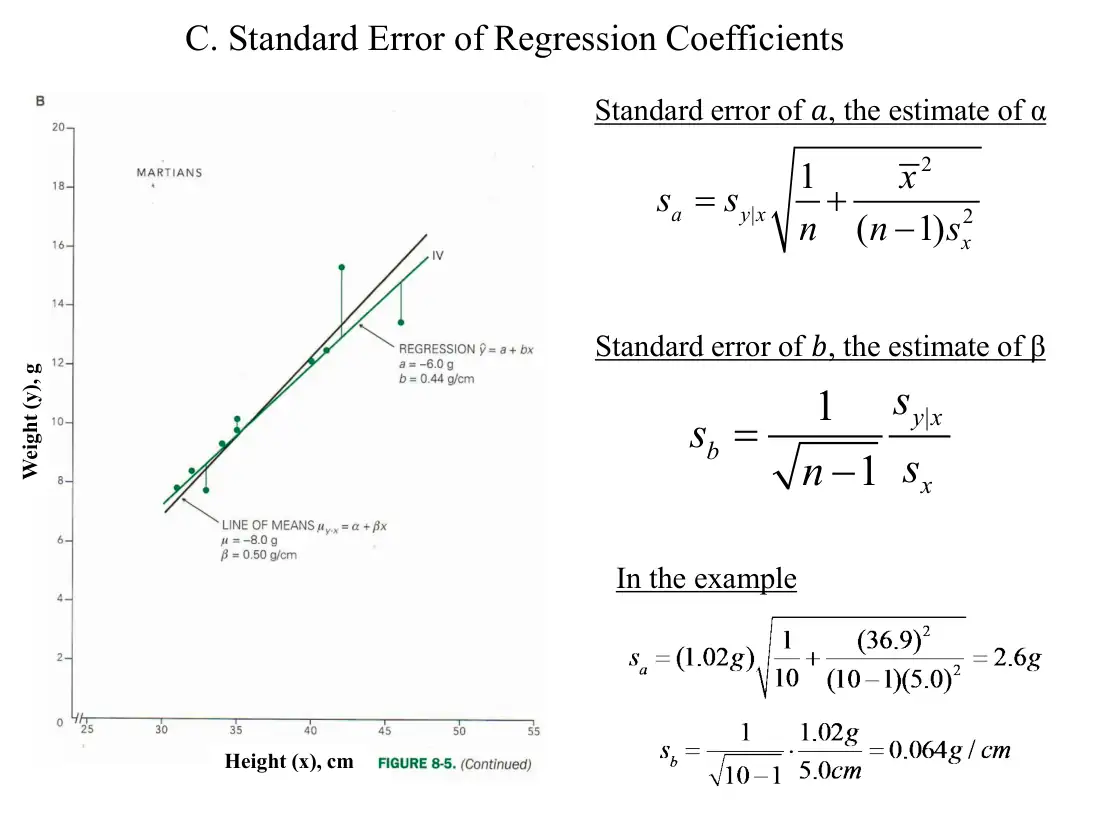 C. Standard Error of Regression Coefficients
B
20
MARTIANS
18
16
IV
14
REGRESSION ŷ = a + bx
a = −6.0 g
b = 0.44 g/cm
12
10
8
LINE OF MEANS μy·x = α + βx
μ = −8.0 g
β = 0.50 g/cm
6
4
2
0
25 30 35 40 45 50 55
Weight (y), g
Height (x), cm
FIGURE 8-5. (Continued)
Standard error of a, the estimate of α
s_a = s_{y|x} √(1/n + x̄²/((n − 1)s_x²))
Standard error of b, the estimate of β
s_b = 1/√(n − 1) s_{y|x}/s_x
In the example
s_a = (1.02g) √(1/10 + (36.9)²/((10 − 1)(5.0)²)) = 2.6g
s_b = 1/√(10 − 1) · 1.02g/5.0cm = 0.064g / cm